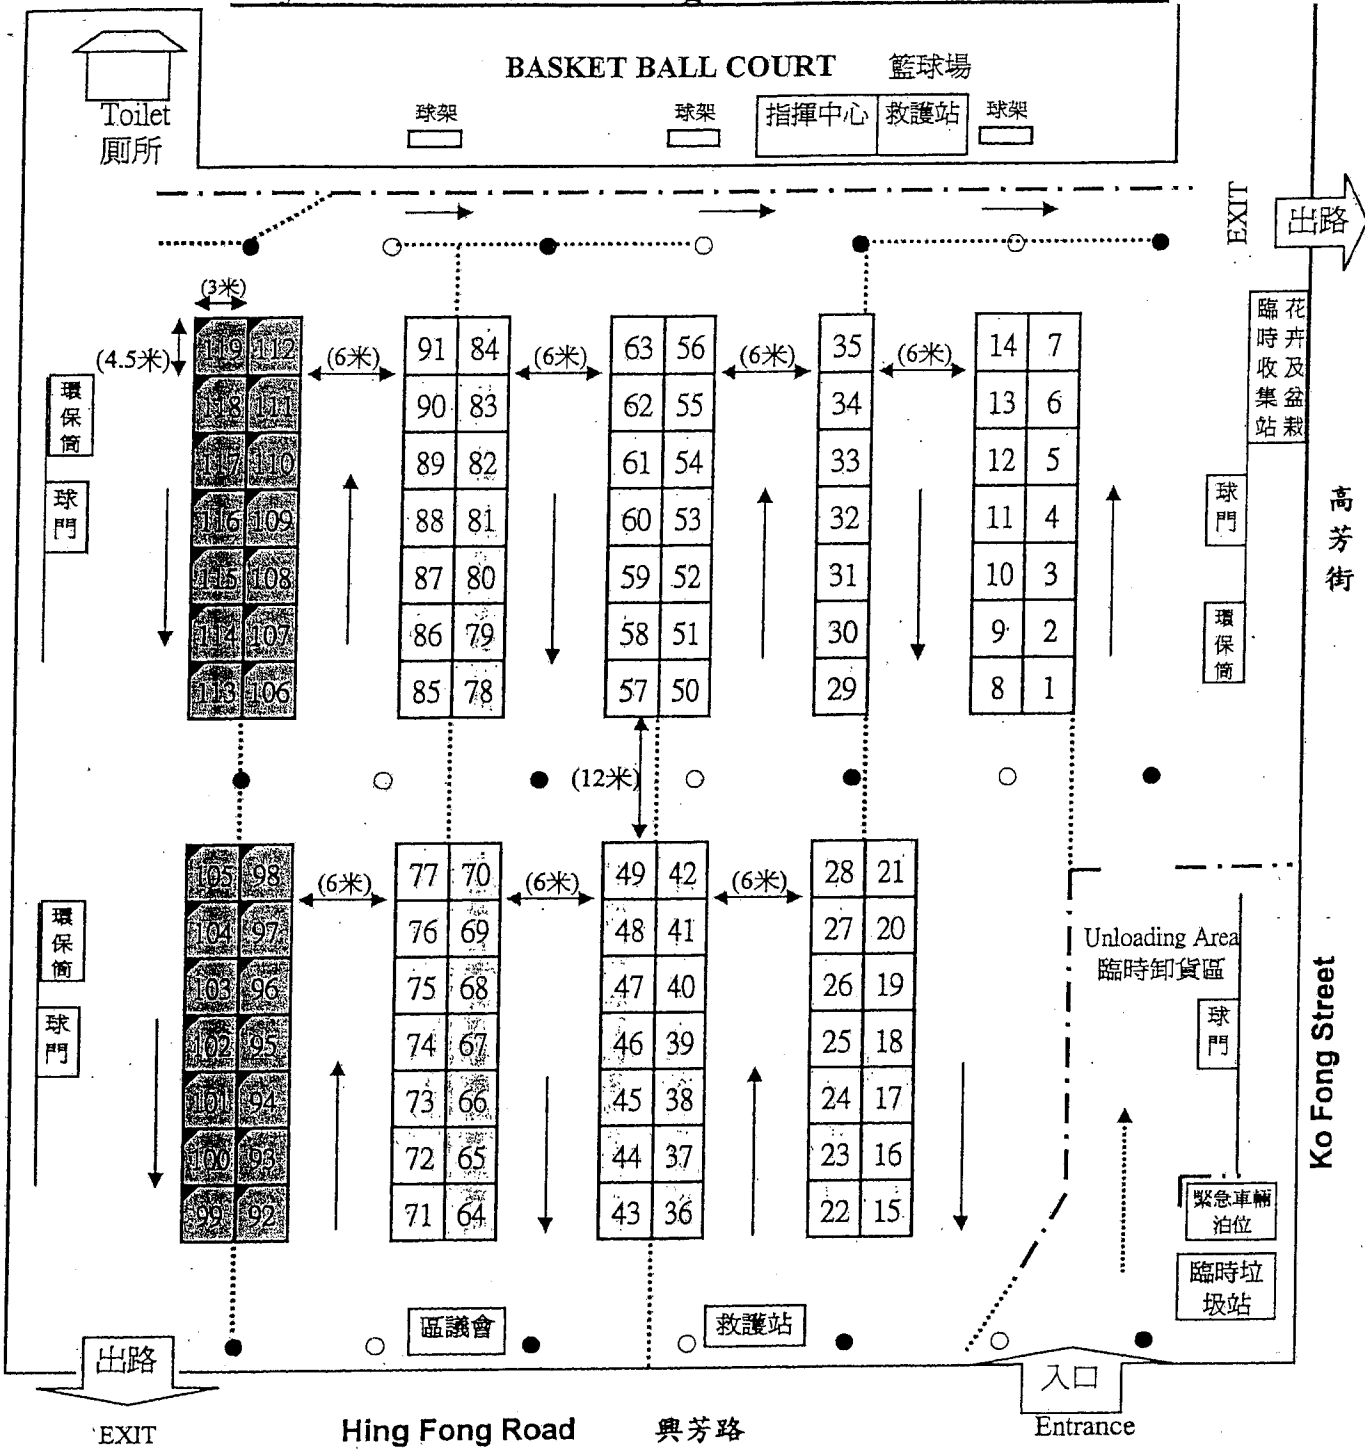 BASKET BALL COURT 籃球場
Toilet
厠所
球架
球架
指揮中心
救護站
球架
EXIT
出路
(3米)
(4.5米)
(6米)
(6米)
(6米)
(6米)
119 112
91 84
63 56
35
14 7
118 111
90 83
62 55
34
13 6
117 110
89 82
61 54
33
12 5
116 109
88 81
60 53
32
11 4
115 108
87 80
59 52
31
10 3
114 107
86 79
58 51
30
9 2
113 106
85 78
57 50
29
8 1
環保筒
球門
花卉及盆栽
臨時收集站
球門
環保筒
高芳街
(12米)
105 98
77 70
49 42
28 21
(6米)
(6米)
(6米)
104 97
76 69
48 41
27 20
103 96
75 68
47 40
26 19
102 95
74 67
46 39
25 18
101 94
73 66
45 38
24 17
100 93
72 65
44 37
23 16
99 92
71 64
43 36
22 15
環保筒
球門
Unloading Area
臨時卸貨區
球門
Ko Fong Street
緊急車輛
泊位
臨時垃
圾站
區議會
救護站
出路
EXIT
入口
Entrance
Hing Fong Road 興芳路